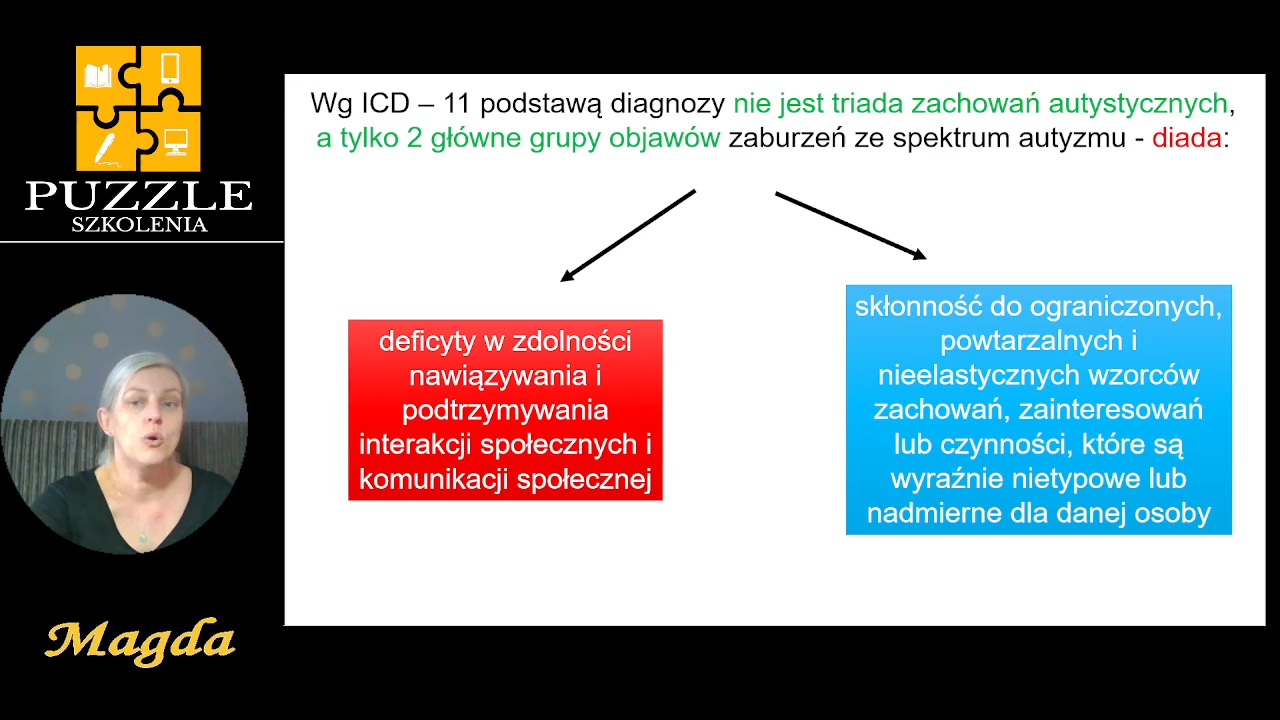 PUZZLE
SZKOLENIA
Magda
Wg ICD – 11 podstawą diagnozy nie jest triada zachowań autystycznych,
a tylko 2 główne grupy objawów zaburzeń ze spektrum autyzmu - diada:
deficyty w zdolności
nawiązywania i
podtrzymywania
interakcji społecznych i
komunikacji społecznej
skłonność do ograniczonych,
powtarzalnych i
nieelastycznych wzorców
zachowań, zainteresowań
lub czynności, które są
wyraźnie nietypowe lub
nadmierne dla danej osoby